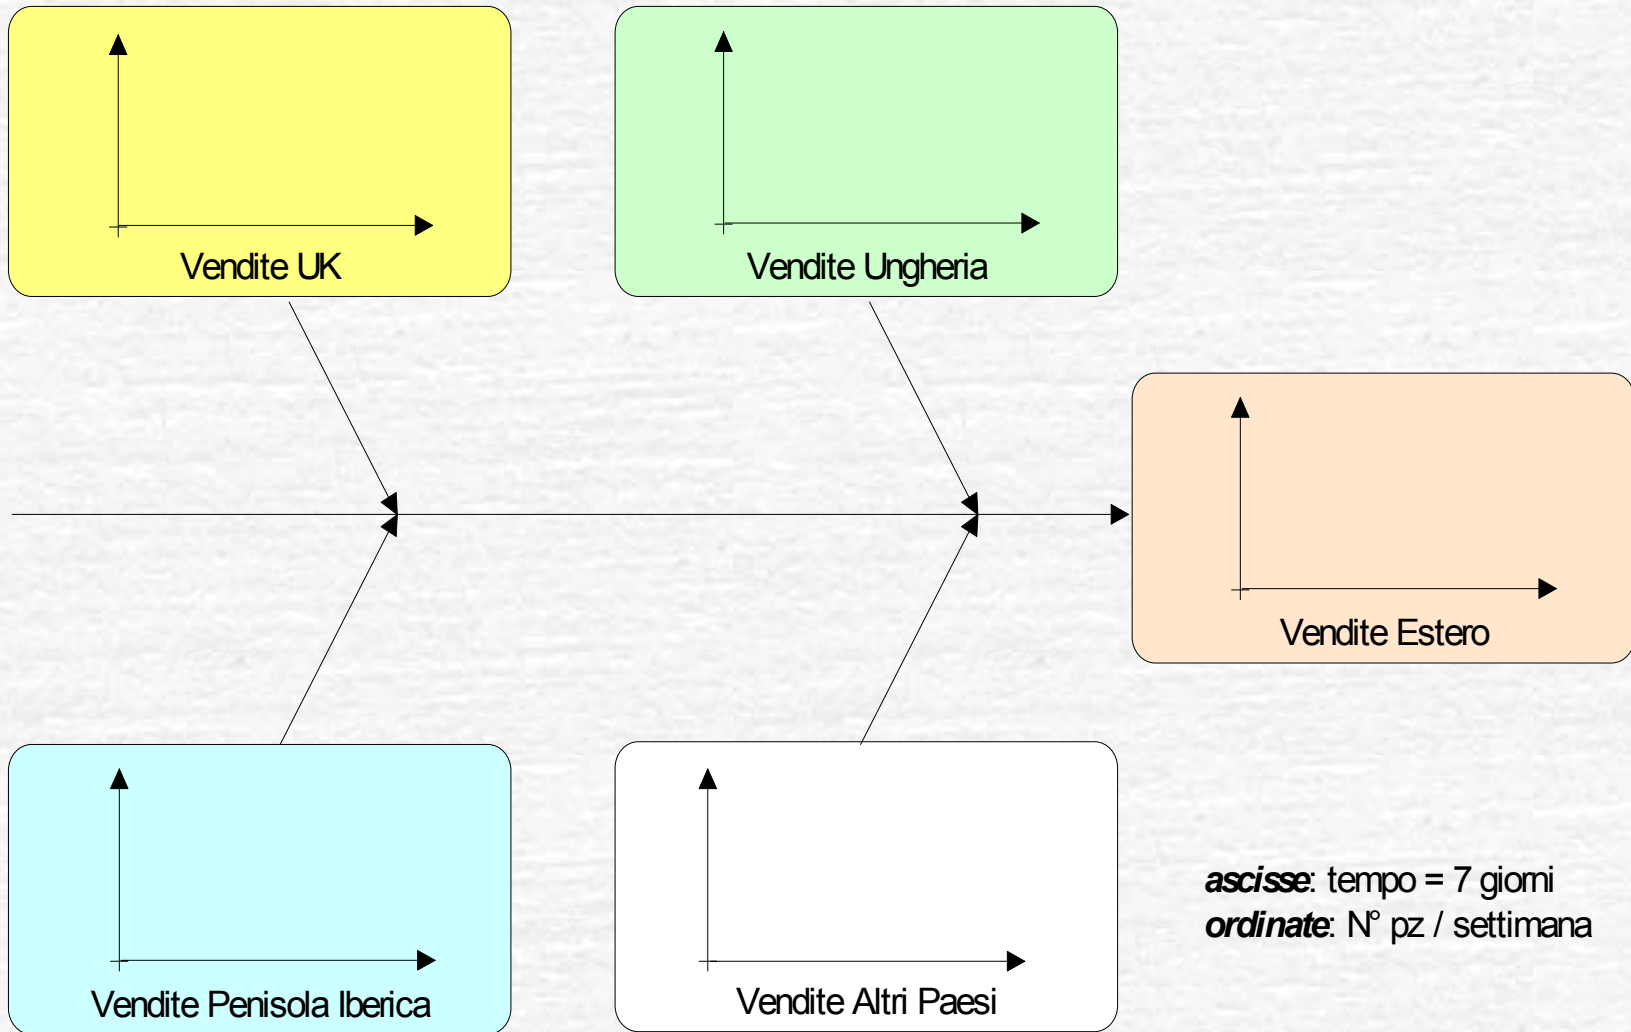 Vendite UK
Vendite Ungheria
Vendite Estero
Vendite Penisola Iberica
Vendite Altri Paesi
ascisse: tempo = 7 giorni
ordinate: N° pz / settimana